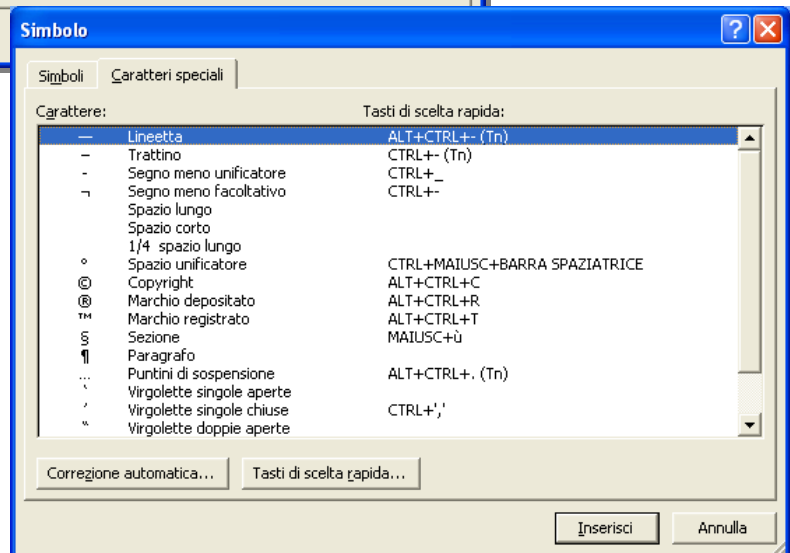 Simbolo
Simboli Caratteri speciali
Carattere: Tasti di scelta rapida:
— Lineetta ALT+CTRL+- (Tn)
– Trattino CTRL+- (Tn)
- Segno meno unificatore CTRL+_
¬ Segno meno facoltativo CTRL+-
Spazio lungo
Spazio corto
1/4 spazio lungo
° Spazio unificatore CTRL+MAIUSC+BARRA SPAZIATRICE
© Copyright ALT+CTRL+C
® Marchio depositato ALT+CTRL+R
™ Marchio registrato ALT+CTRL+T
§ Sezione MAIUSC+ù
¶ Paragrafo
… Puntini di sospensione ALT+CTRL+. (Tn)
‘ Virgolette singole aperte
’ Virgolette singole chiuse CTRL+','
“ Virgolette doppie aperte
Correzione automatica... Tasti di scelta rapida...
Inserisci Annulla